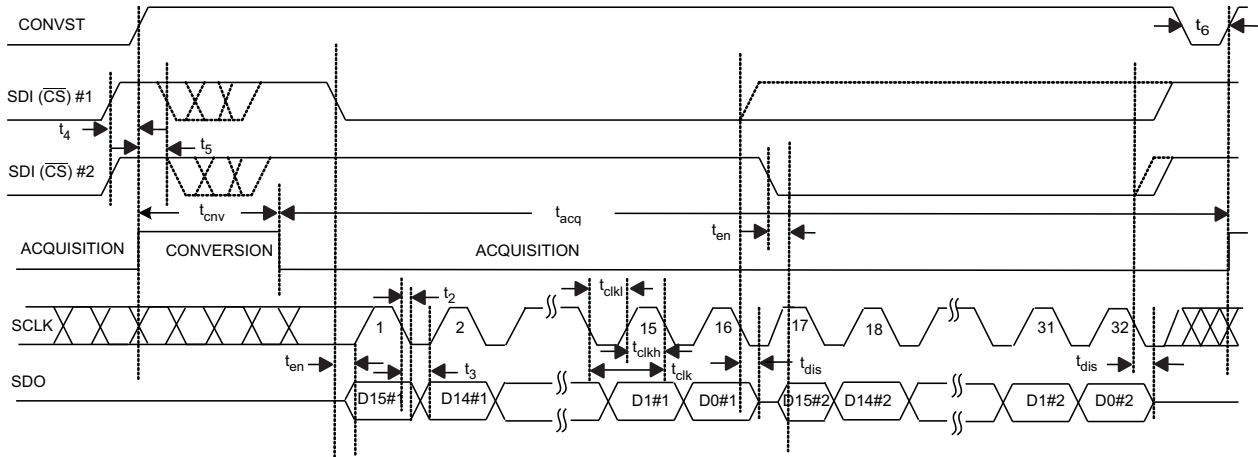 CONVST
t6
SDI (CS) #1
t4
t5
SDI (CS) #2
tcnv
tacq
ten
ACQUISITION CONVERSION ACQUISITION
t2
tclkl
SCLK 1 2 15 16 17 18 31 32
tclkh
ten
t3
tclk
tdis
tdis
SDO
D15#1 D14#1 D1#1 D0#1 D15#2 D14#2 D1#2 D0#2